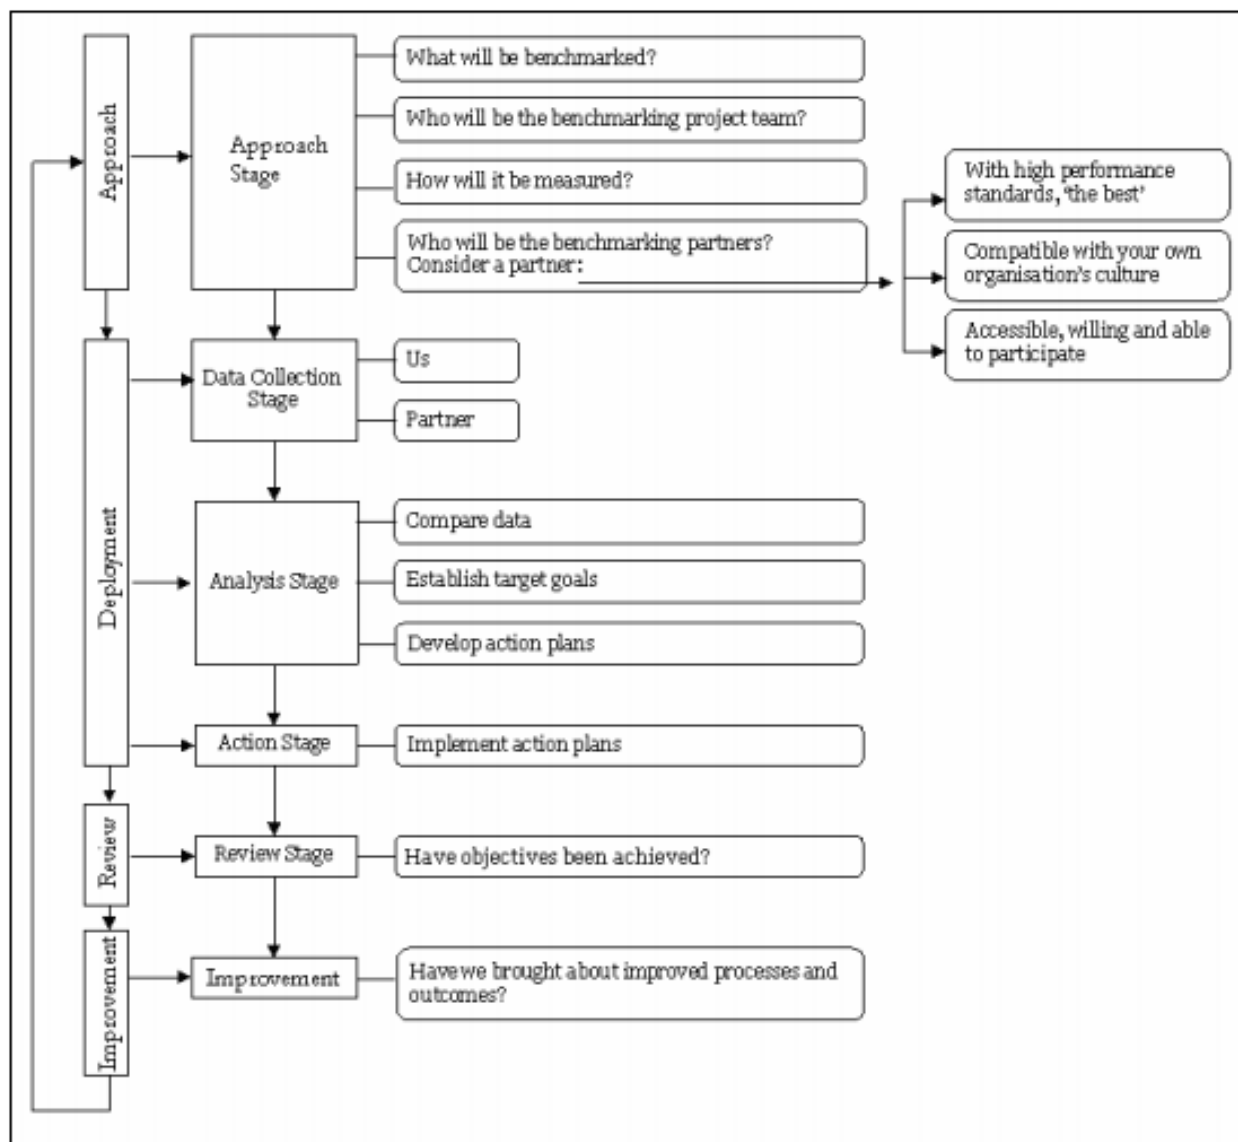 Approach
Approach
Stage
What will be benchmarked?
Who will be the benchmarking project team?
How will it be measured?
Who will be the benchmarking partners?
Consider a partner:
With high performance
standards, ‘the best’
Compatible with your own
organisation’s culture
Accessible, willing and able
to participate
Deployment
Data Collection
Stage
Us
Partner
Analysis Stage
Compare data
Establish target goals
Develop action plans
Action Stage
Implement action plans
Review
Review Stage
Have objectives been achieved?
Improvement
Improvement
Have we brought about improved processes and
outcomes?